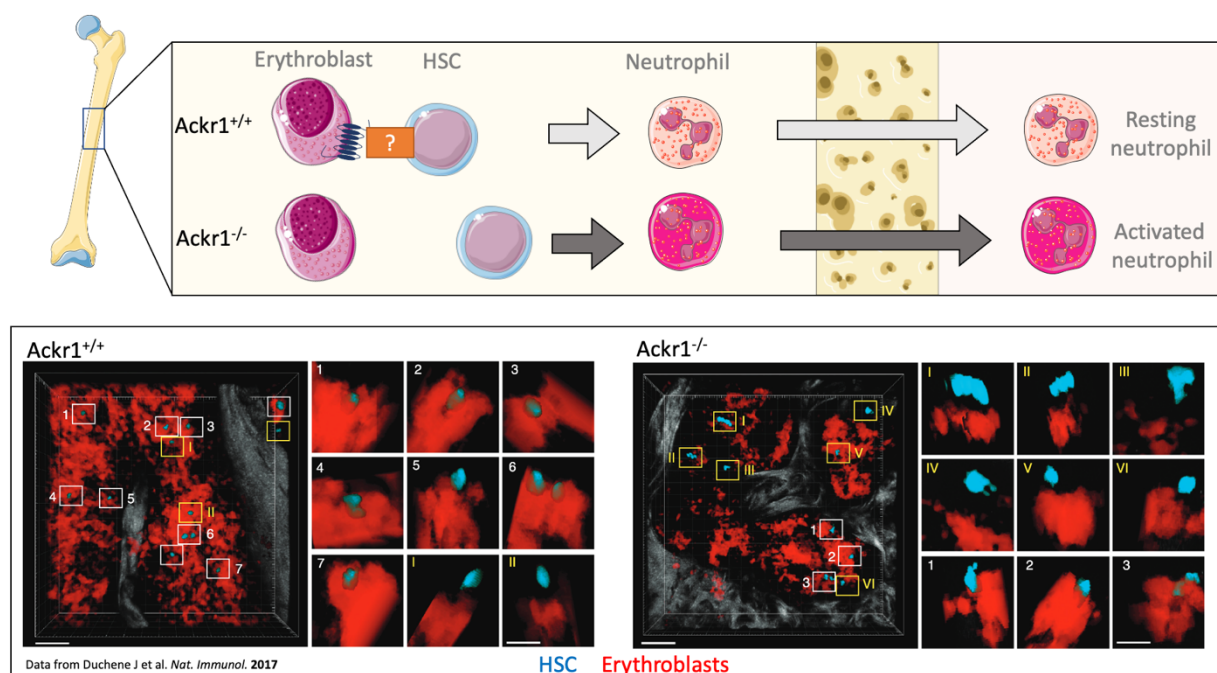 Erythroblast HSC Neutrophil
Ackr1+/+ ? Resting neutrophil
Ackr1-/- Activated neutrophil
Ackr1+/+ Ackr1-/-
1 2 3 I II III
1 2 3 I IV
I II III V
4 5 6 IV V VI
4 5 II 6 7 1 2 3 VI
7 I II 1 2 3
Data from Duchene J et al. Nat. Immunol. 2017 HSC Erythroblasts